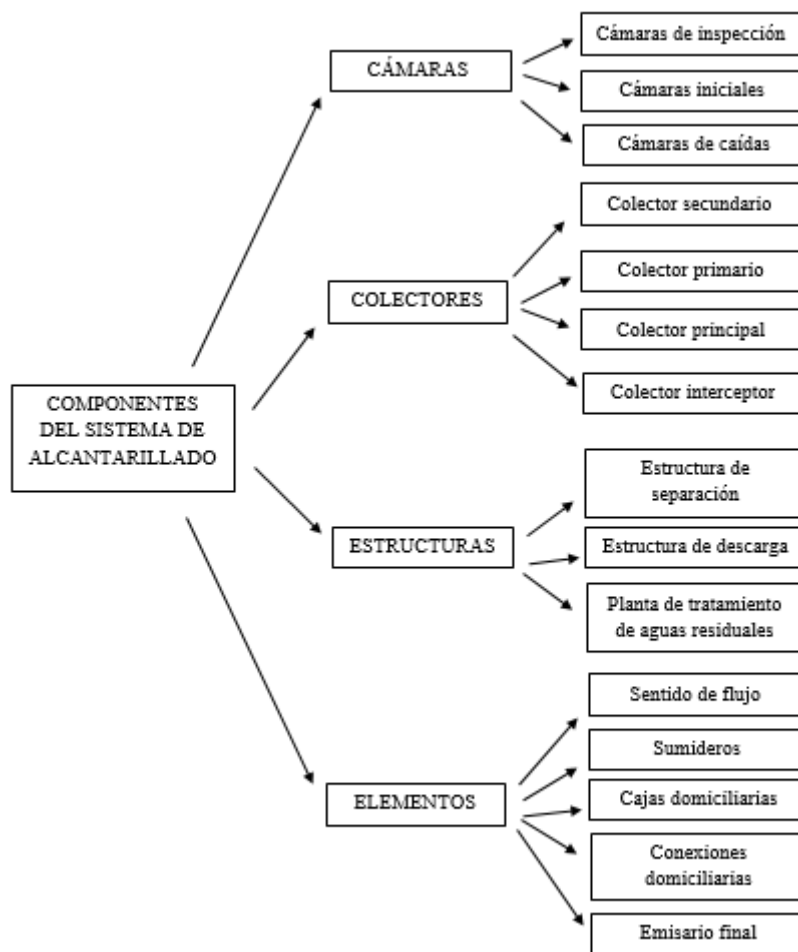 Cámaras de inspección
CÁMARAS
Cámaras iniciales
Cámaras de caídas
Colector secundario
Colector primario
COLECTORES
Colector principal
Colector interceptor
COMPONENTES
DEL SISTEMA DE
ALCANTARILLADO
Estructura de
separación
ESTRUCTURAS
Estructura de descarga
Planta de tratamiento
de aguas residuales
Sentido de flujo
Sumideros
ELEMENTOS
Cajas domiciliarias
Conexiones
domiciliarias
Emisario final